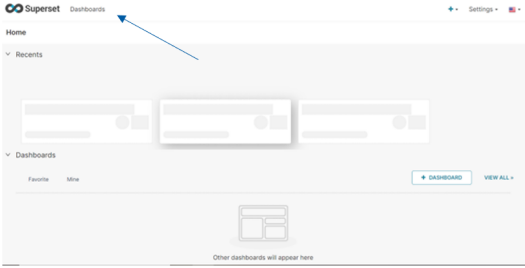 Superset Dashboards Settings
Home
Recents
Dashboards
Favorite Mine + DASHBOARD VIEW ALL »
Other dashboards will appear here